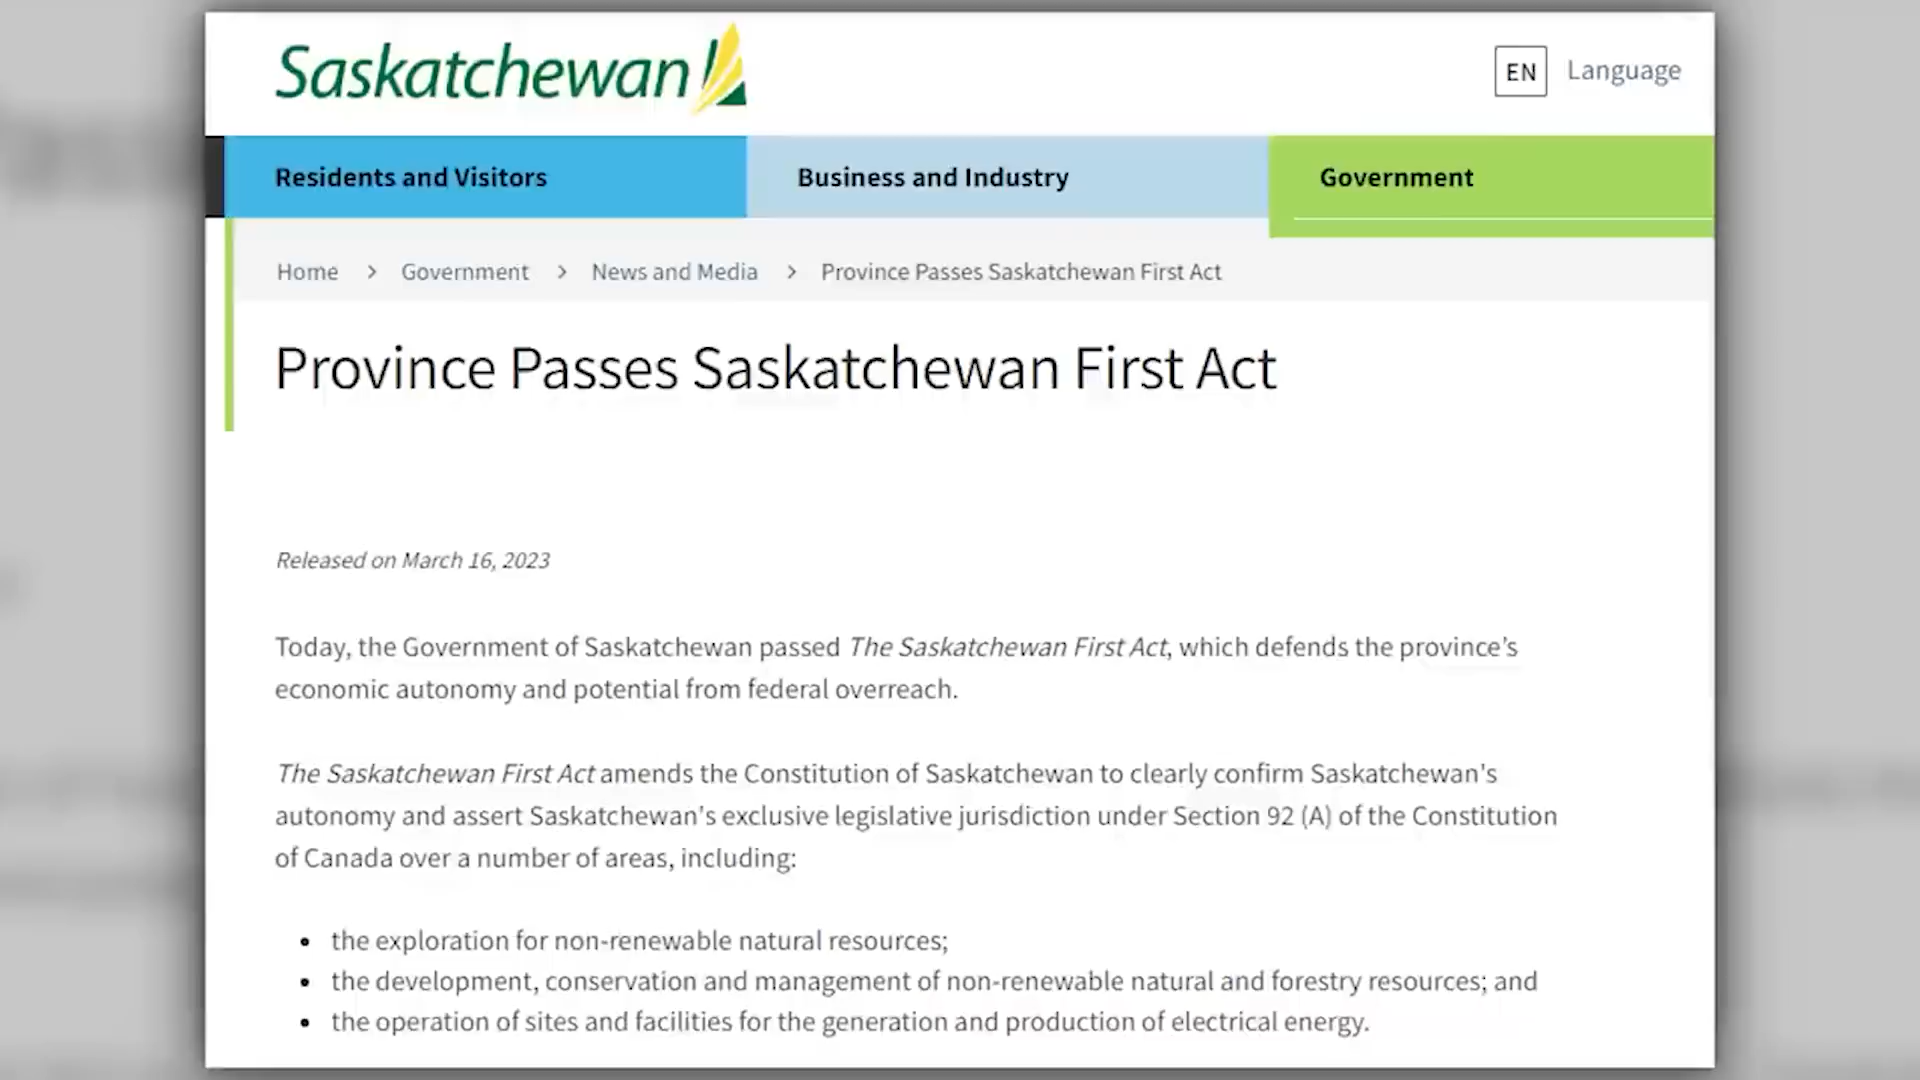 Saskatchewan
EN Language
Residents and Visitors Business and Industry Government
Home > Government > News and Media > Province Passes Saskatchewan First Act
Province Passes Saskatchewan First Act
Released on March 16, 2023
Today, the Government of Saskatchewan passed The Saskatchewan First Act, which defends the province’s
economic autonomy and potential from federal overreach.
The Saskatchewan First Act amends the Constitution of Saskatchewan to clearly confirm Saskatchewan's
autonomy and assert Saskatchewan's exclusive legislative jurisdiction under Section 92 (A) of the Constitution
of Canada over a number of areas, including:
• the exploration for non-renewable natural resources;
• the development, conservation and management of non-renewable natural and forestry resources; and
• the operation of sites and facilities for the generation and production of electrical energy.